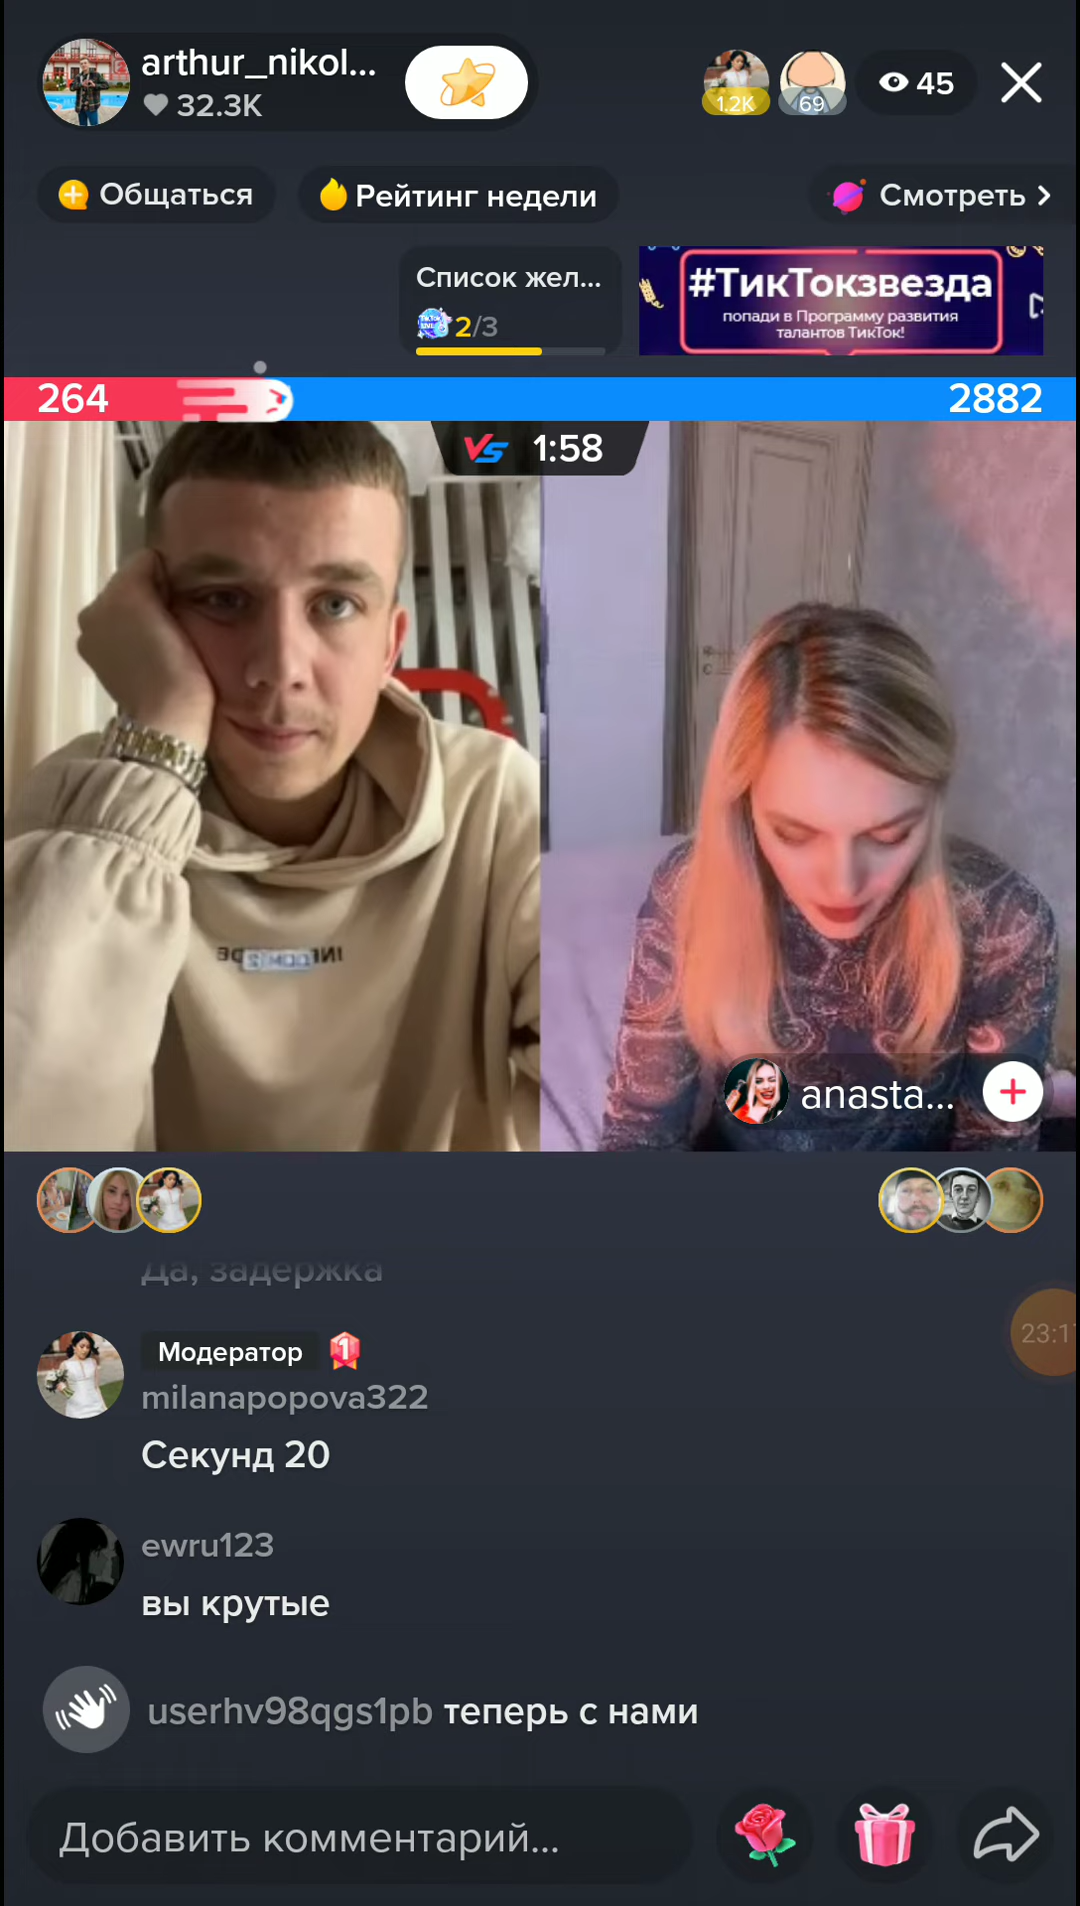 arthur_nikol...
32.3K
1.2K
69
45
Общаться
Рейтинг недели
Смотреть
Список жел...
2/3
#ТикТокзвезда
попади в Программу развития
талантов ТикТок!
264
2882
VS 1:58
anasta...
Да, задержка
Модератор
1
milanapopova322
Секунд 20
ewru123
вы крутые
userhv98qgs1pb теперь с нами
Добавить комментарий...